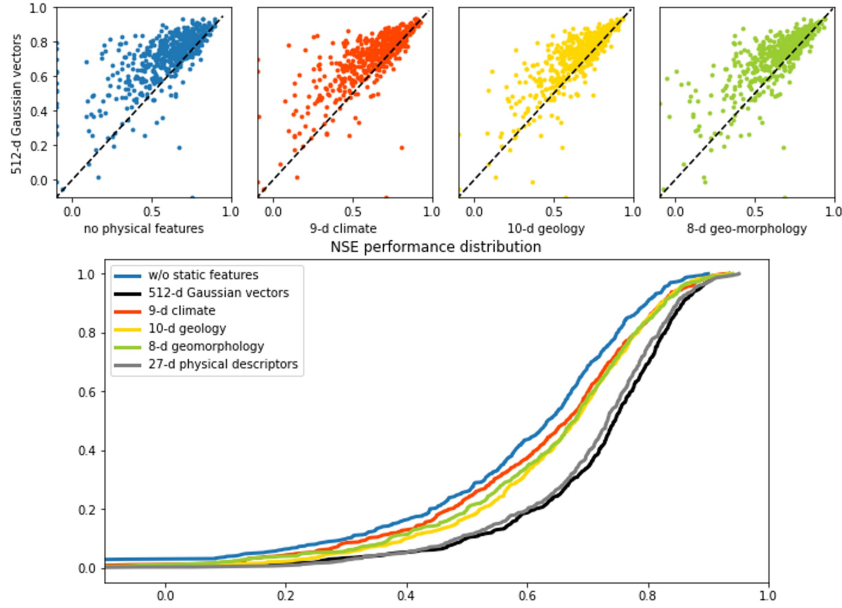 1.0
0.8
0.6
0.4
0.2
0.0
512-d Gaussian vectors
0.0 0.5 1.0
0.0 0.5 1.0
0.0 0.5 1.0
0.0 0.5 1.0
no physical features
9-d climate
10-d geology
8-d geo-morphology
NSE performance distribution
1.0
0.8
0.6
0.4
0.2
0.0
w/o static features
512-d Gaussian vectors
9-d climate
10-d geology
8-d geomorphology
27-d physical descriptors
0.0 0.2 0.4 0.6 0.8 1.0